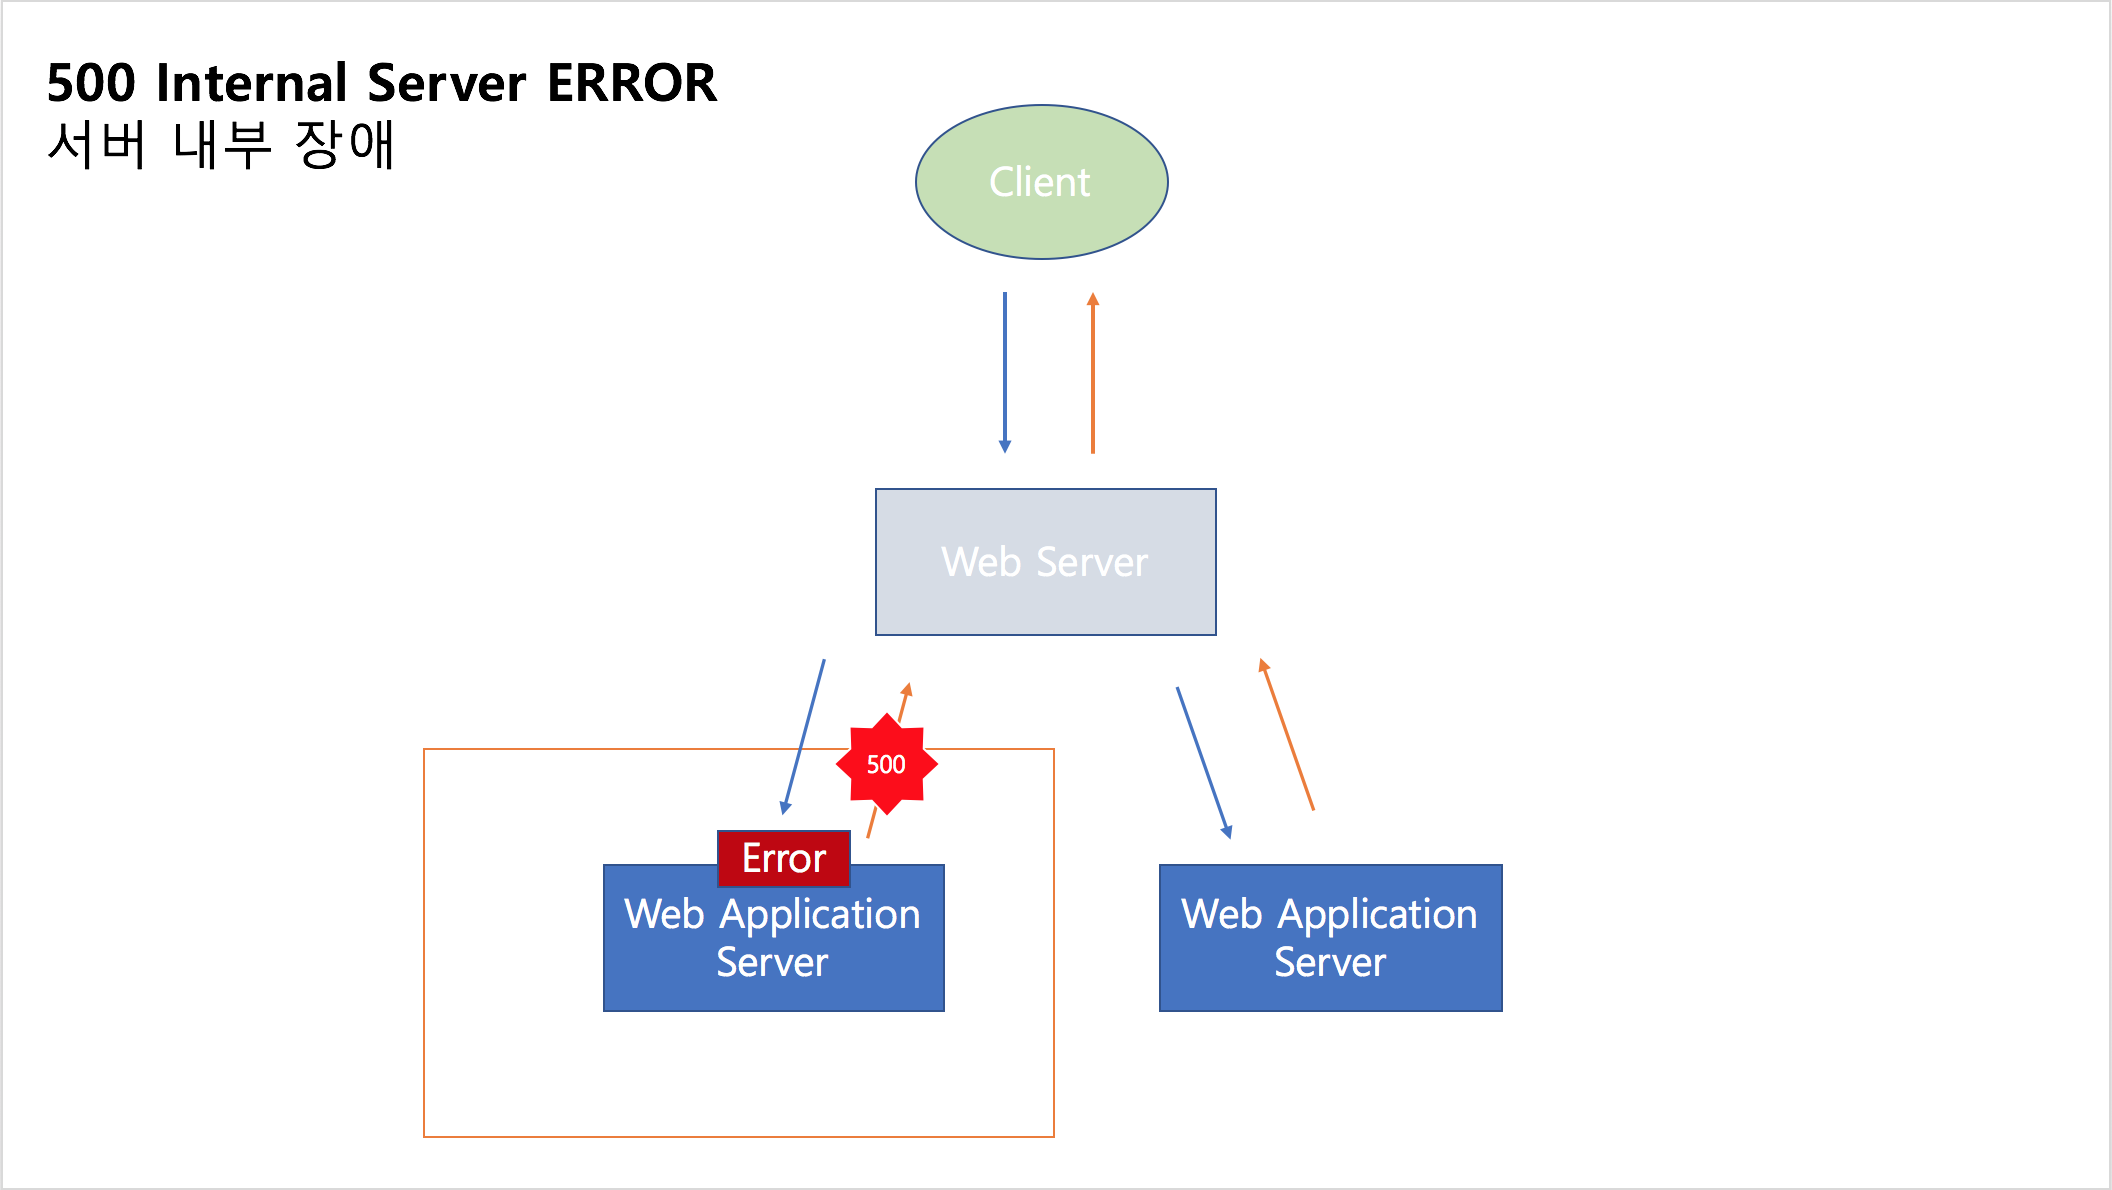 500 Internal Server ERROR
서버 내부 장애
Client
Web Server
500
Error
Web Application
Server
Web Application
Server